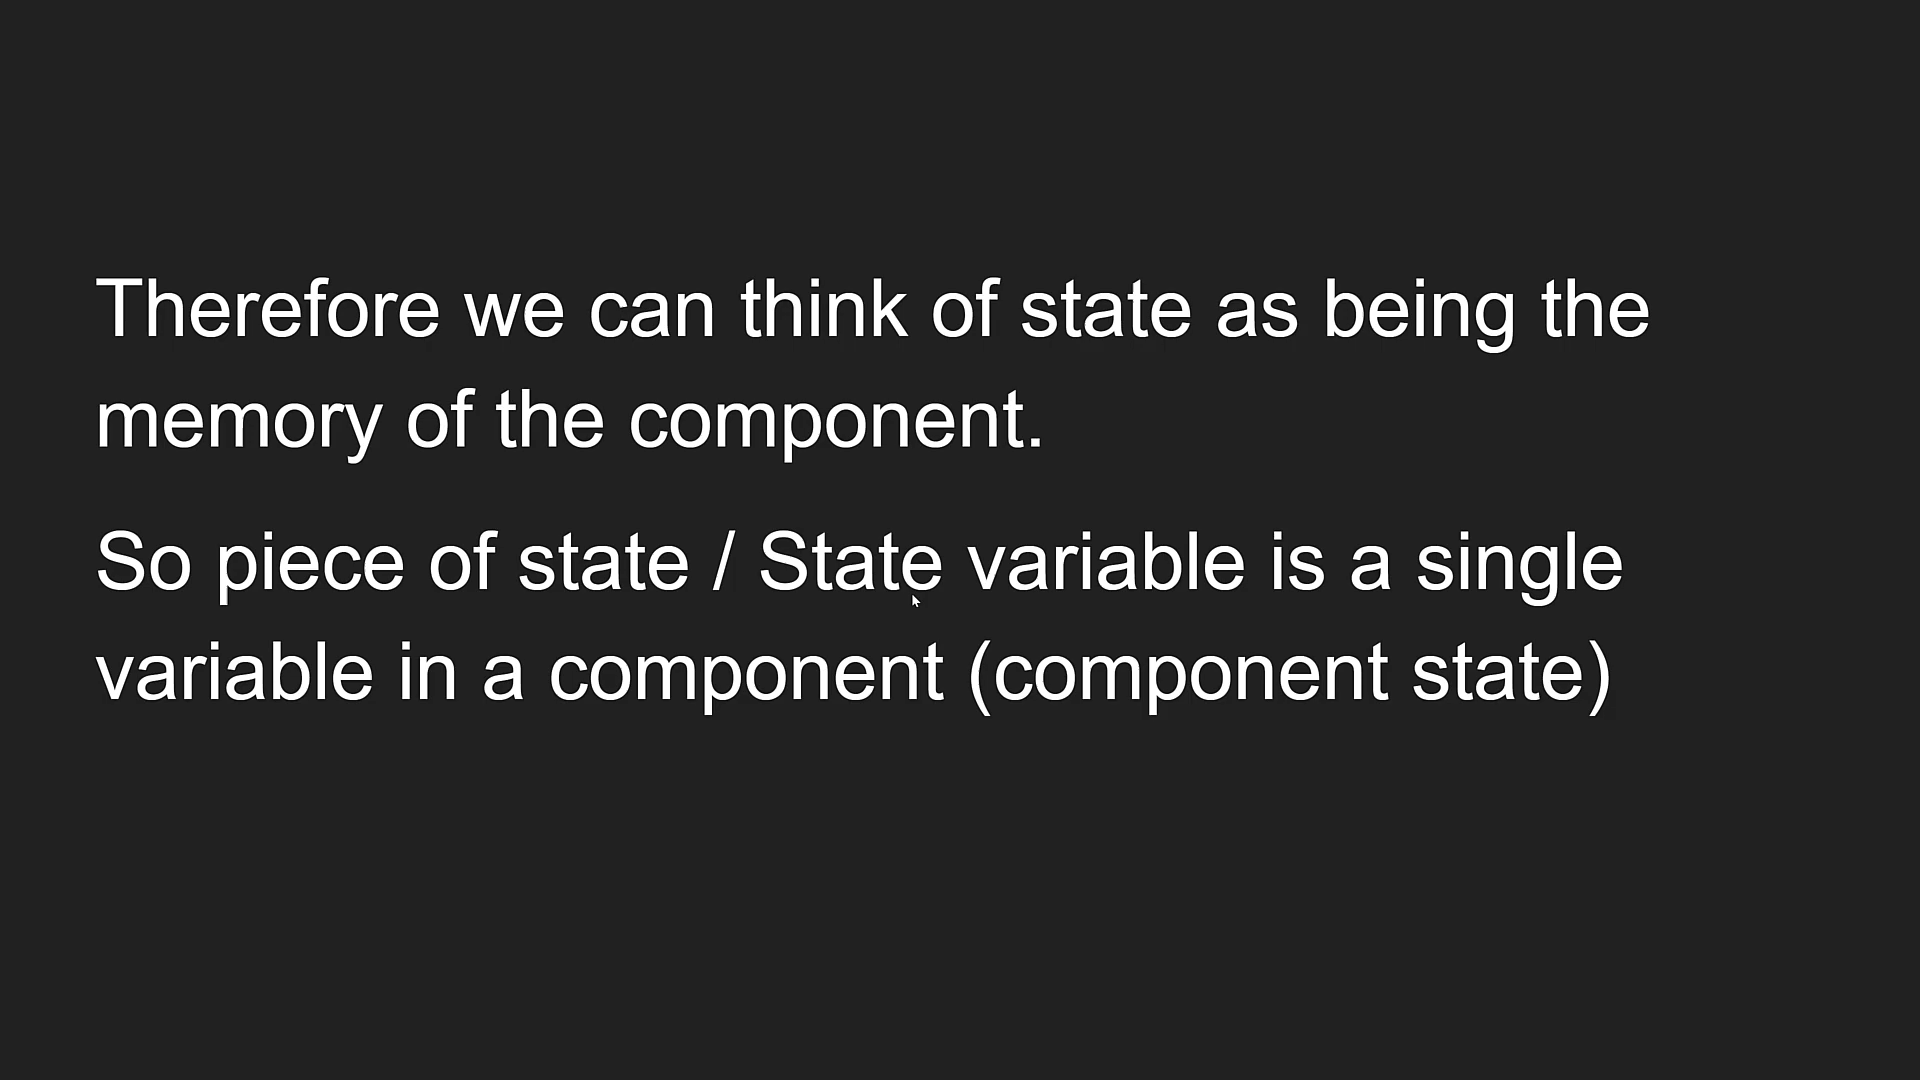 Therefore we can think of state as being the
memory of the component.
So piece of state / State variable is a single
variable in a component (component state)